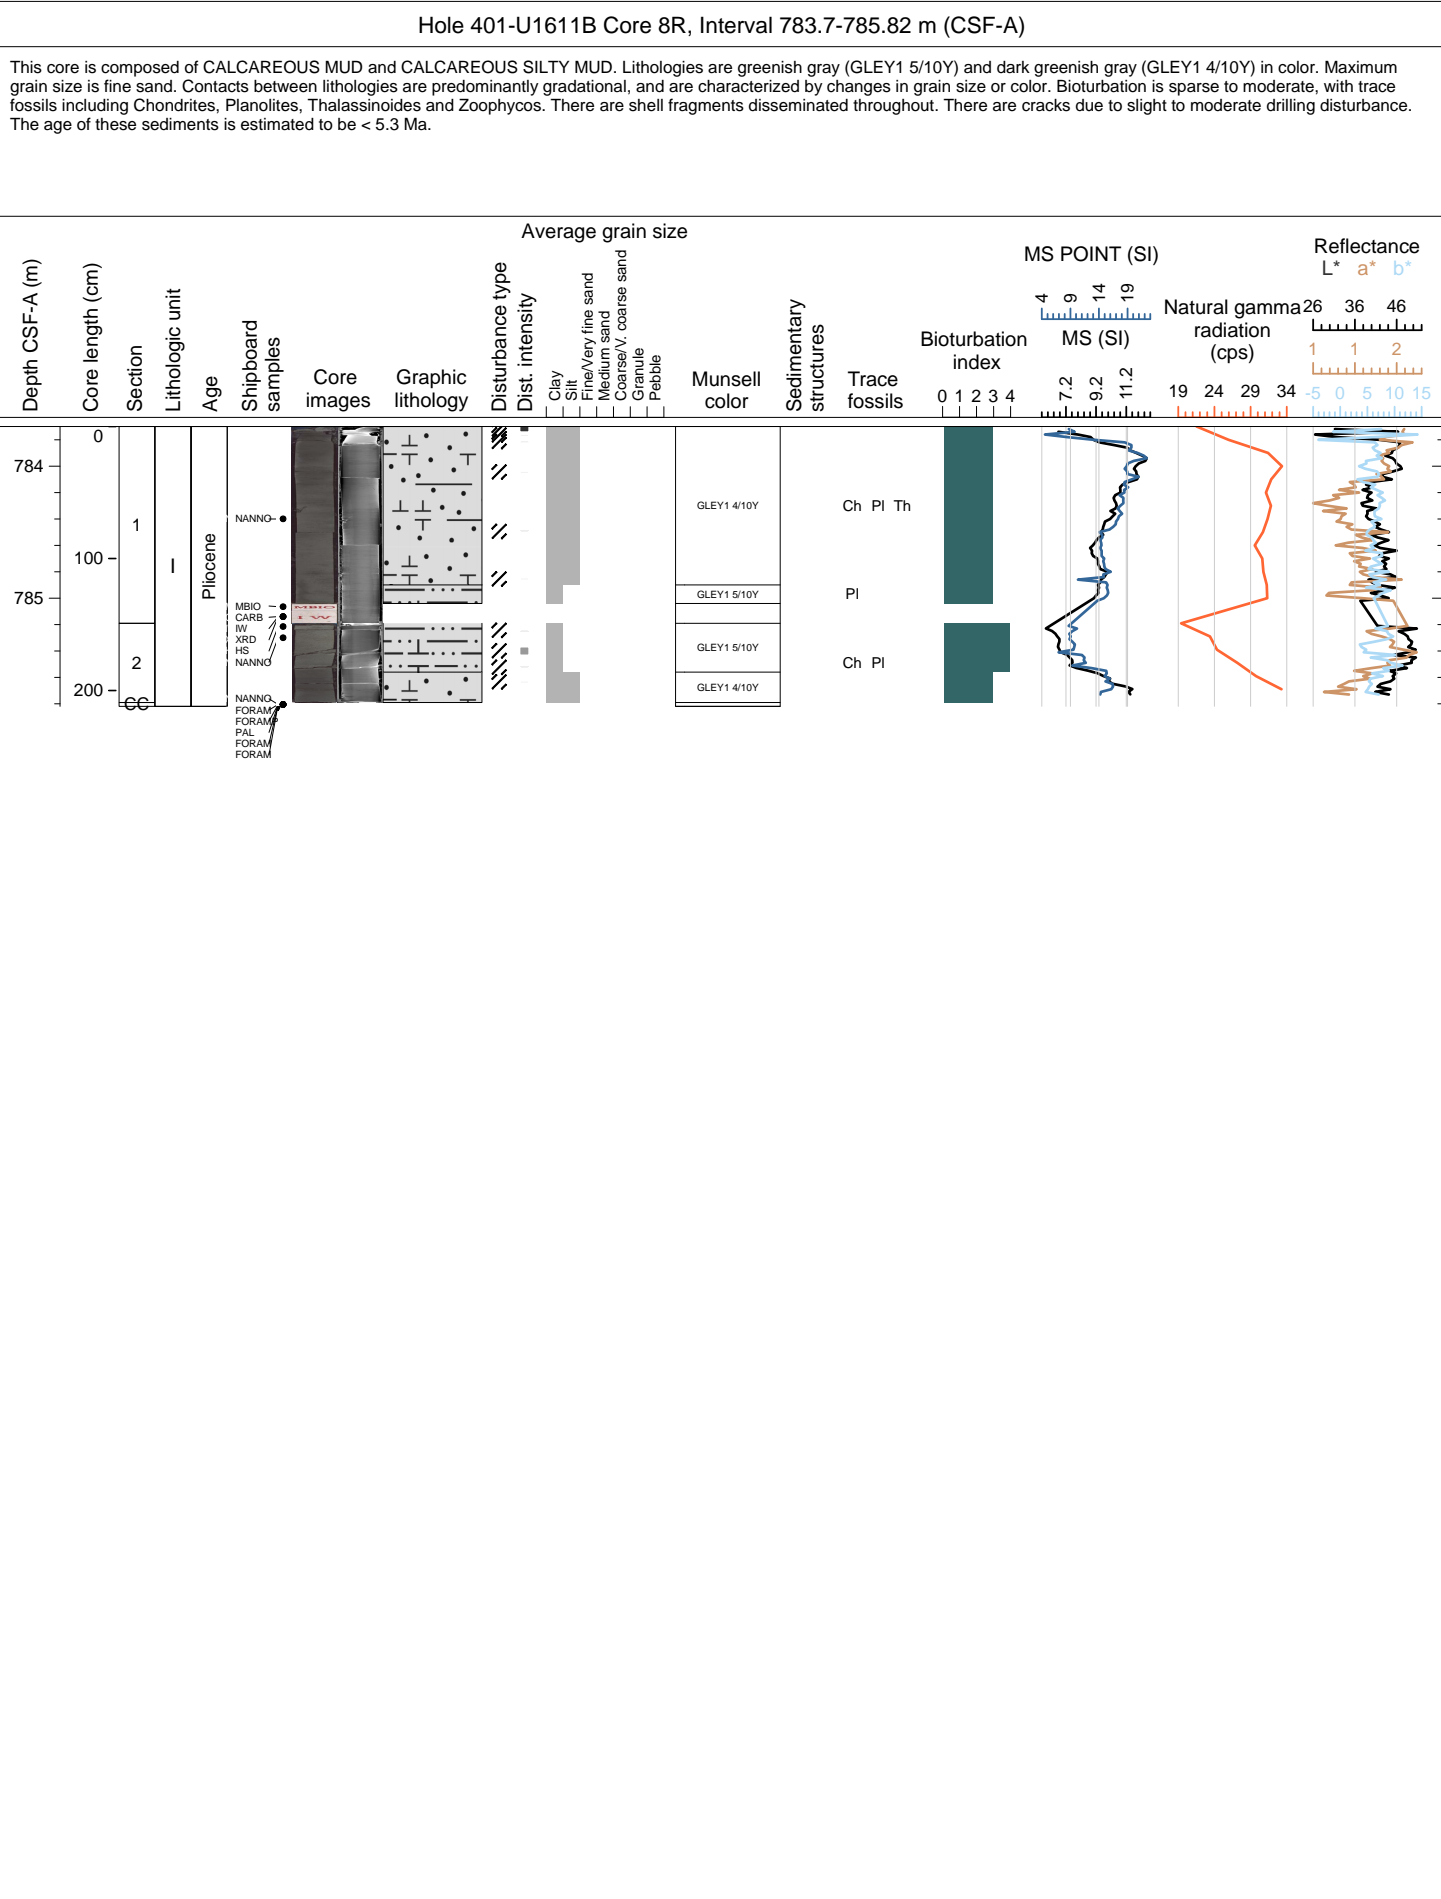 Hole 401-U1611B Core 8R, Interval 783.7-785.82 m (CSF-A)
This core is composed of CALCAREOUS MUD and CALCAREOUS SILTY MUD. Lithologies are greenish gray (GLEY1 5/10Y) and dark greenish gray (GLEY1 4/10Y) in color. Maximum
grain size is fine sand. Contacts between lithologies are predominantly gradational, and are characterized by changes in grain size or color. Bioturbation is sparse to moderate, with trace
fossils including Chondrites, Planolites, Thalassinoides and Zoophycos. There are shell fragments disseminated throughout. There are cracks due to slight to moderate drilling disturbance.
The age of these sediments is estimated to be < 5.3 Ma.
Depth CSF-A (m)
Core length (cm)
Section
Lithologic unit
Age
Shipboard
samples
Core
images
Graphic
lithology
Disturbance type
Dist. intensity
Average grain size
Clay
Silt
Fine/Very fine sand
Medium sand
Coarse/V. coarse sand
Granule
Pebble
Munsell
color
Sedimentary
structures
Trace
fossils
Bioturbation
index
0 1 2 3 4
MS POINT (SI)
4 9 14 19
MS (SI)
7.2 9.2 11.2
Natural gamma
radiation
(cps)
19 24 29 34
Reflectance
L* a* b*
26 36 46
1 1 2
-5 0 5 10 15
784
785
0
100
200
1
2
CC
I
Pliocene
NANNO
MBIO
CARB
IW
XRD
HS
NANNO
NANNO
FORAM
FORAMP
PAL
FORAM
FORAM
MBIO
IW
GLEY1 4/10Y
GLEY1 5/10Y
GLEY1 5/10Y
GLEY1 4/10Y
Ch Pl Th
Pl
Ch Pl